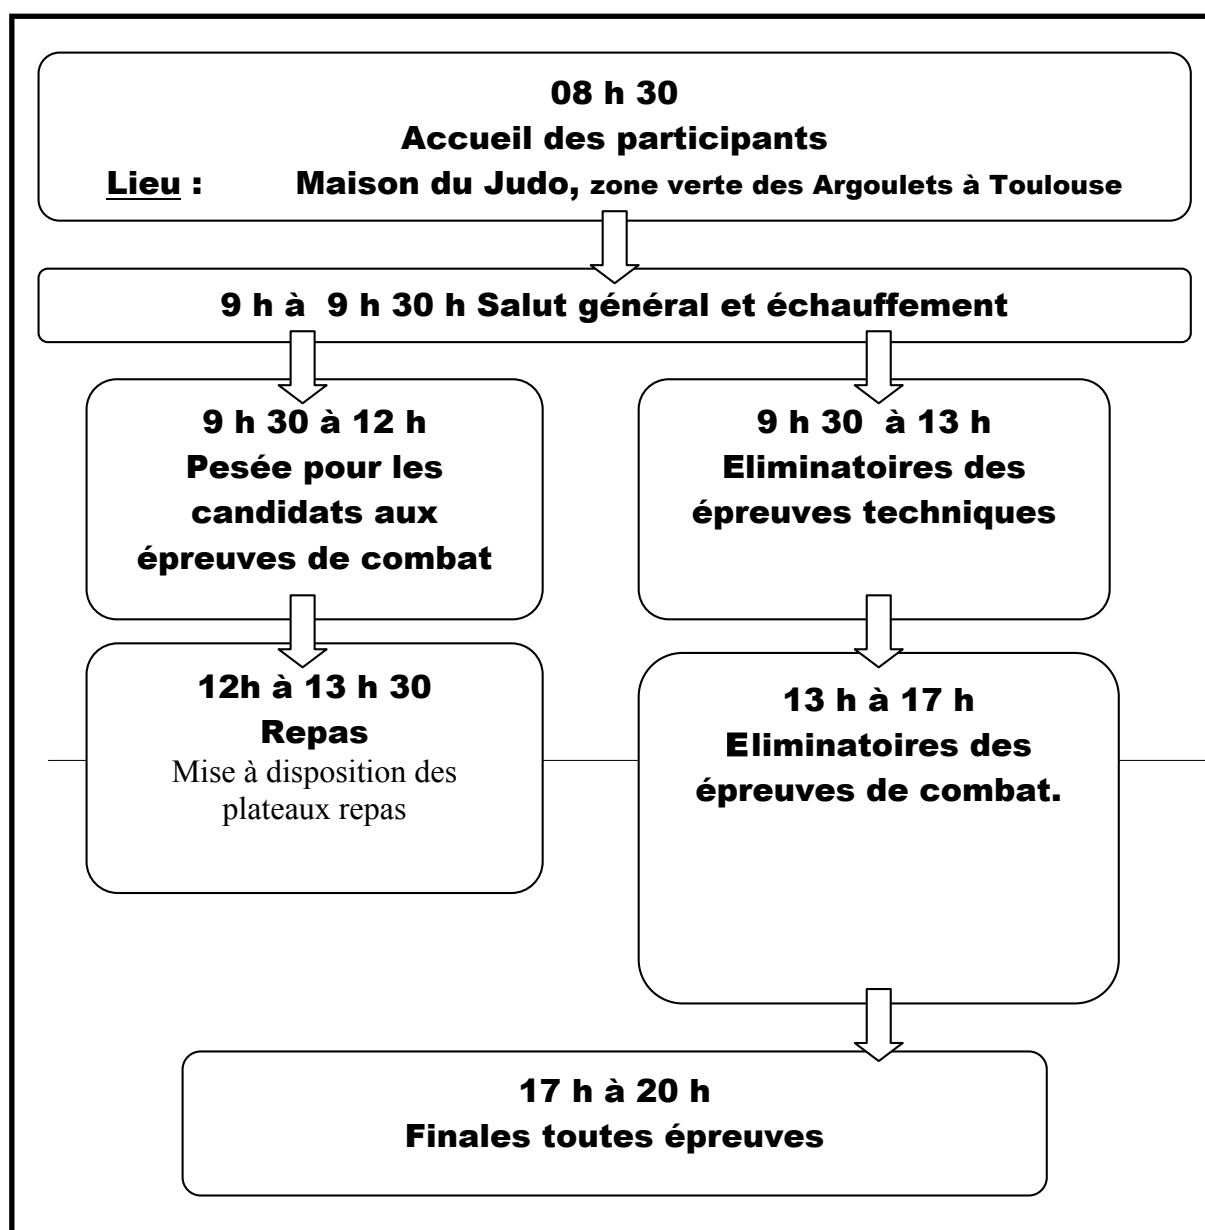 08 h 30
Accueil des participants
Lieu : Maison du Judo, zone verte des Argoulets à Toulouse
9 h à 9 h 30 h Salut général et échauffement
9 h 30 à 12 h
Pesée pour les
candidats aux
épreuves de combat
9 h 30 à 13 h
Eliminatoires des
épreuves techniques
12h à 13 h 30
Repas
Mise à disposition des
plateaux repas
13 h à 17 h
Eliminatoires des
épreuves de combat.
17 h à 20 h
Finales toutes épreuves